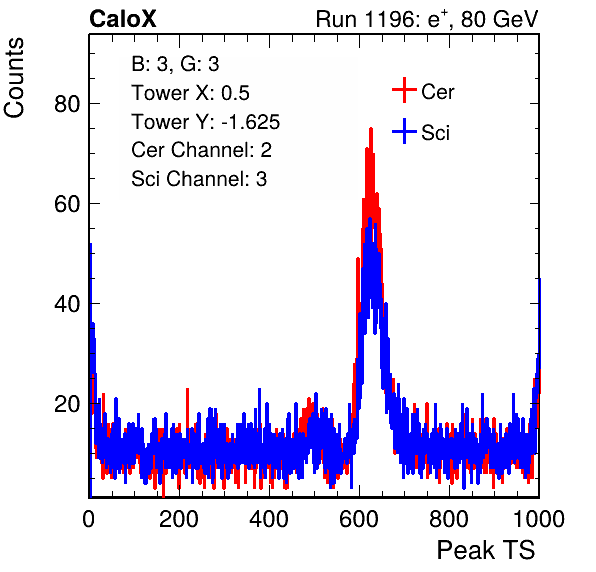 CaloX Run 1196: e⁺, 80 GeV
Counts
B: 3, G: 3
Tower X: 0.5
Tower Y: -1.625
Cer Channel: 2
Sci Channel: 3
Cer
Sci
80
60
40
20
0 200 400 600 800 1000
Peak TS